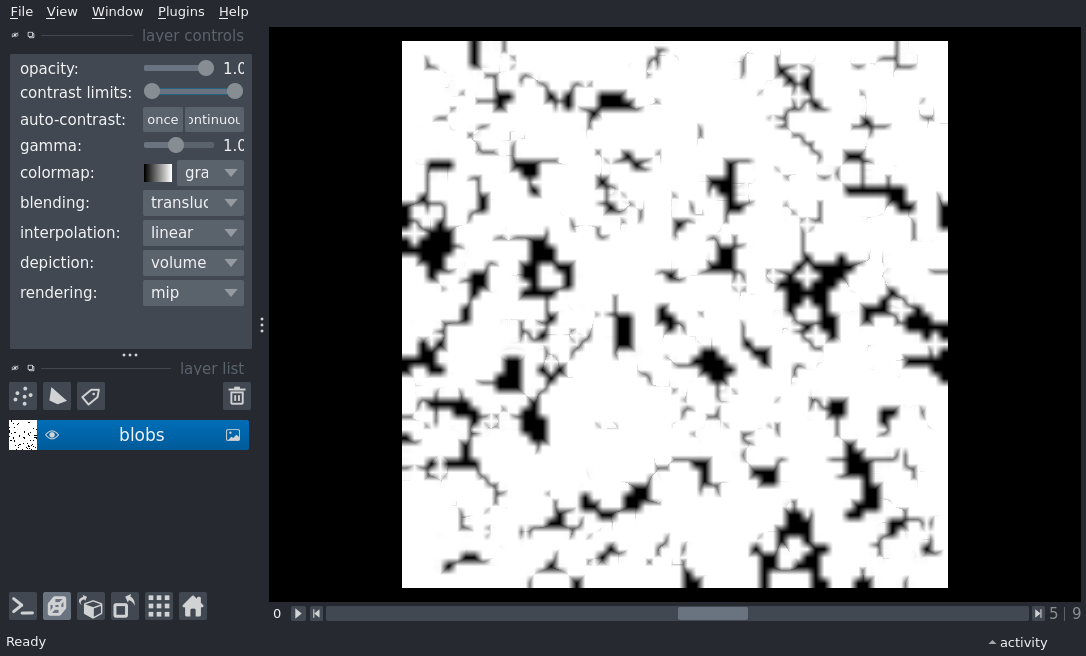 File View Window Plugins Help
layer controls
opacity: 1.0
contrast limits:
auto-contrast: once ontinuou
gamma: 1.0
colormap: gra
blending: transluc
interpolation: linear
depiction: volume
rendering: mip
layer list
blobs
0 5 | 9
Ready activity